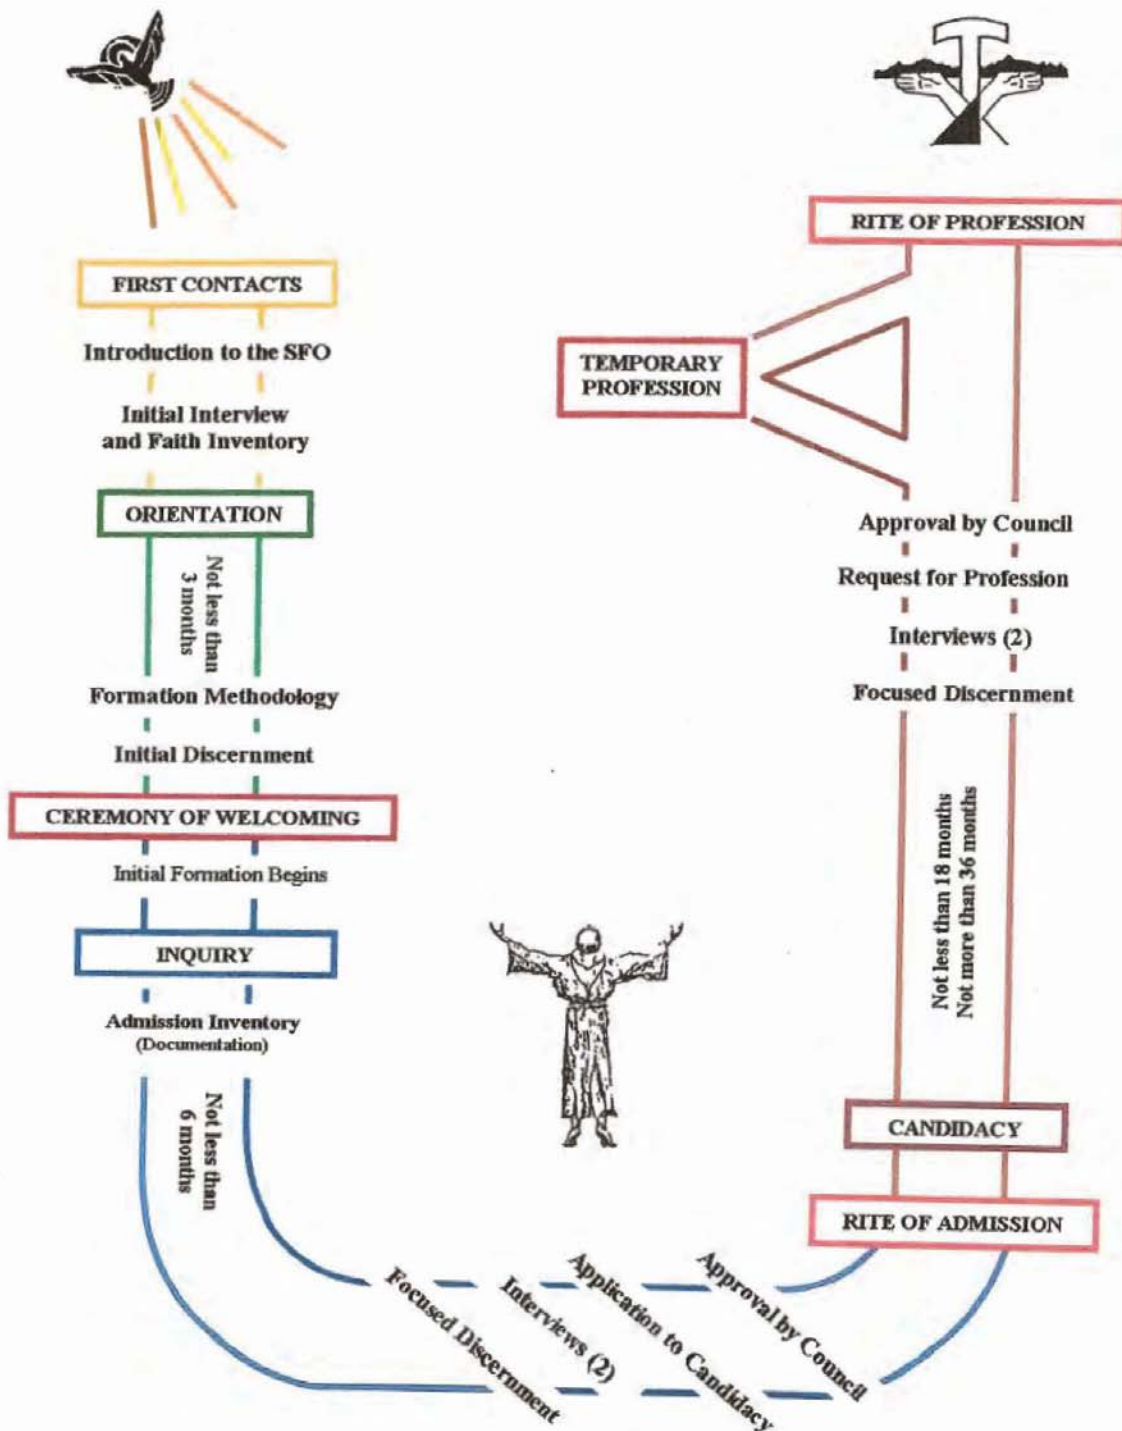 FIRST CONTACTS
Introduction to the SFO
Initial Interview
and Faith Inventory
ORIENTATION
Not less than
3 months
Formation Methodology
Initial Discernment
CEREMONY OF WELCOMING
Initial Formation Begins
INQUIRY
Admission Inventory
(Documentation)
Not less than
6 months
Focused Discernment
Interviews (2)
Application to Candidacy
Approval by Council
RITE OF ADMISSION
CANDIDACY
Not less than 18 months
Not more than 36 months
Focused Discernment
Interviews (2)
Request for Profession
Approval by Council
TEMPORARY
PROFESSION
RITE OF PROFESSION